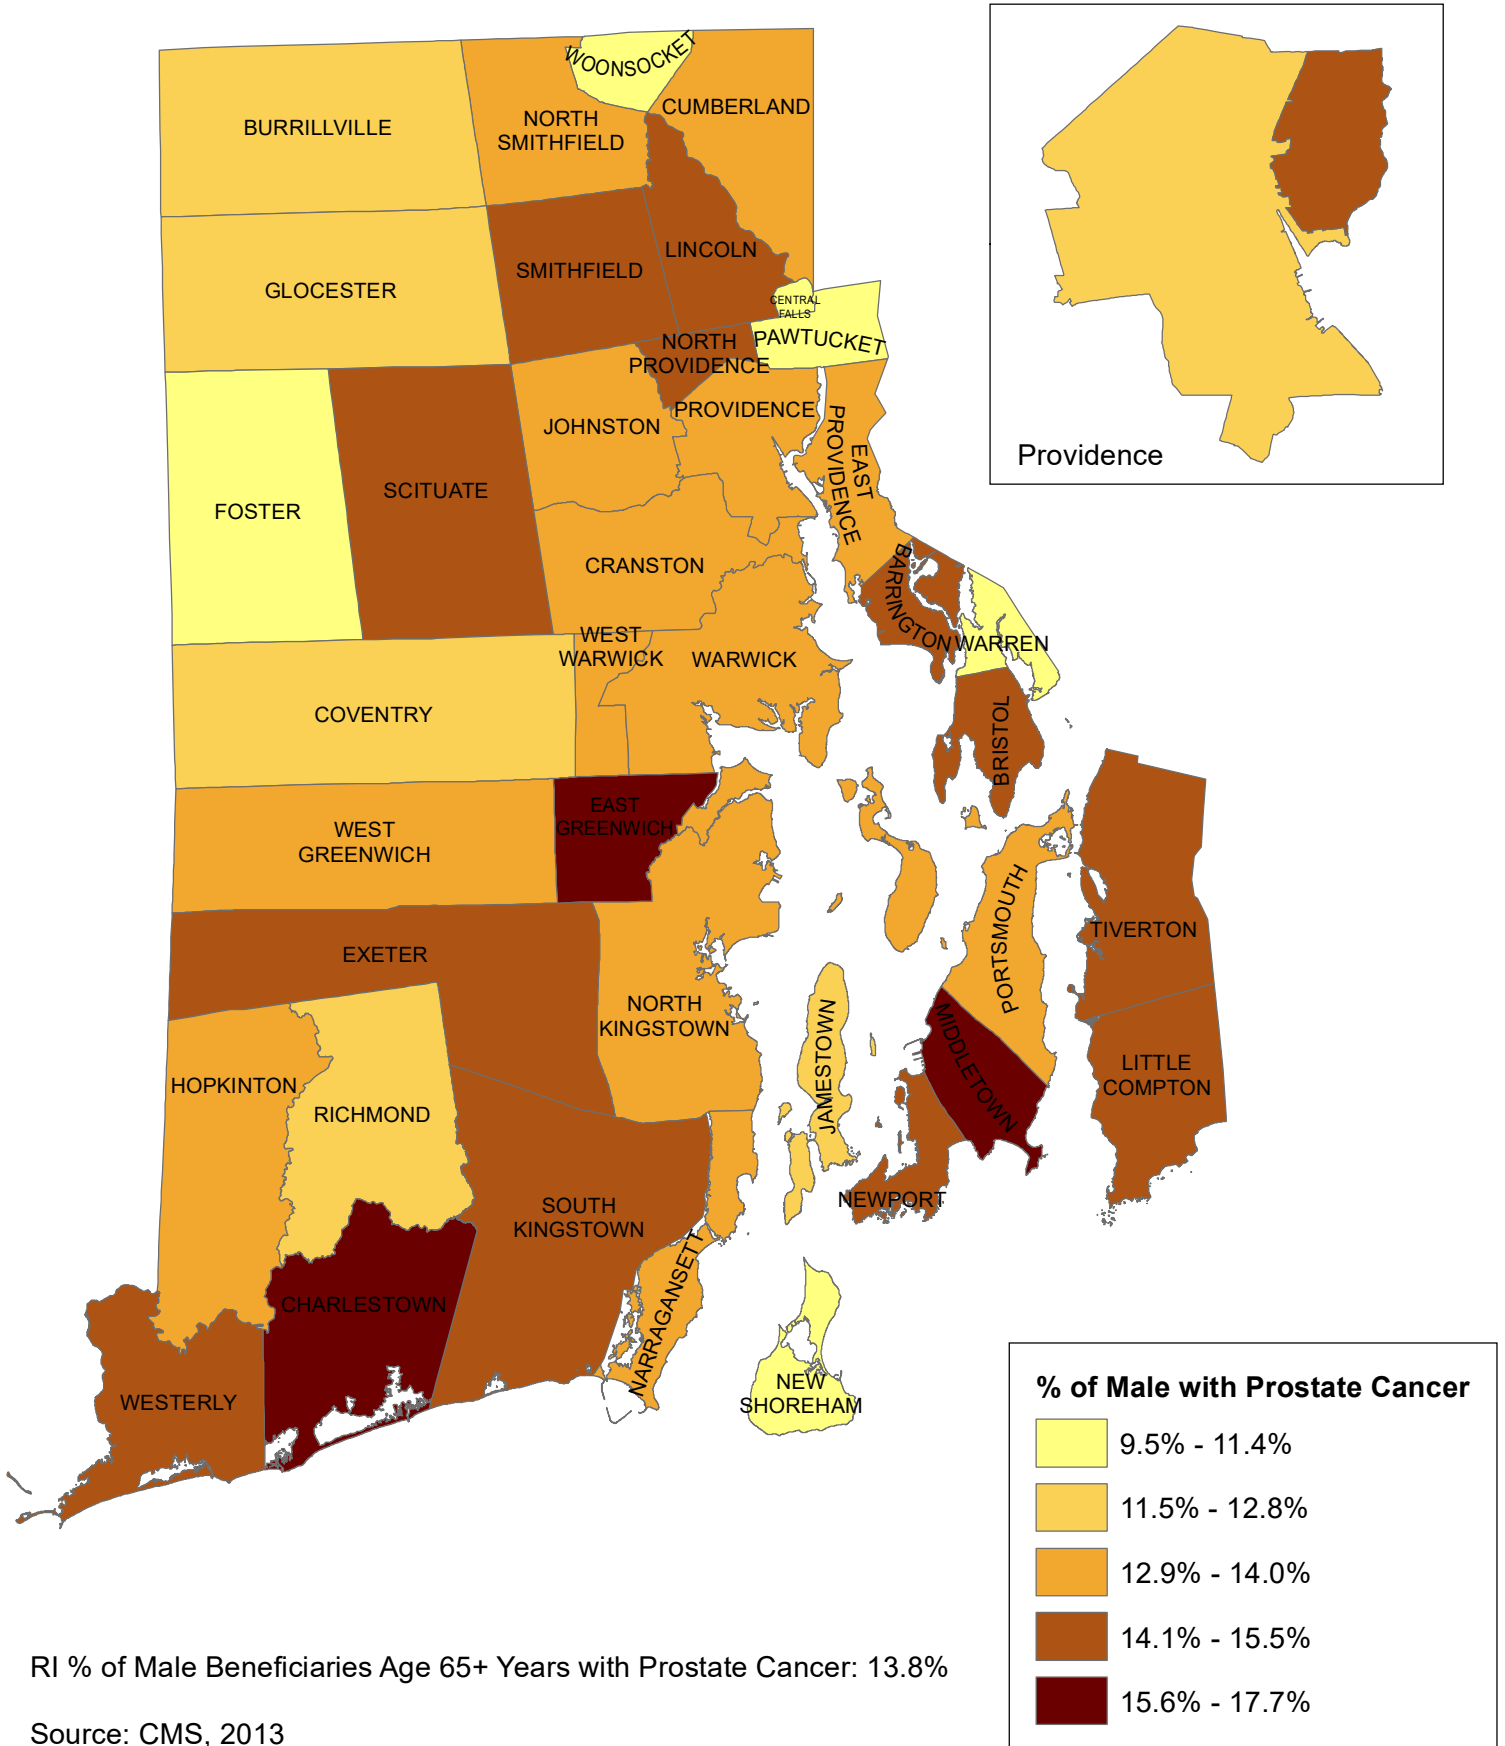 WOONSOCKET
CUMBERLAND
BURRILLVILLE
NORTH
SMITHFIELD
LINCOLN
SMITHFIELD
GLOCESTER
CENTRAL
FALLS
PAWTUCKET
NORTH
PROVIDENCE
PROVIDENCE
JOHNSTON
EAST
PROVIDENCE
SCITUATE
FOSTER
CRANSTON
BARRINGTON
WARREN
WEST
WARWICK
WARWICK
COVENTRY
BRISTOL
EAST
GREENWICH
WEST
GREENWICH
PORTSMOUTH
TIVERTON
EXETER
NORTH
KINGSTOWN
JAMESTOWN
MIDDLETOWN
LITTLE
COMPTON
HOPKINTON
RICHMOND
NEWPORT
SOUTH
KINGSTOWN
NARRAGANSETT
CHARLESTOWN
WESTERLY
NEW
SHOREHAM
Providence
% of Male with Prostate Cancer
9.5% - 11.4%
11.5% - 12.8%
12.9% - 14.0%
14.1% - 15.5%
15.6% - 17.7%
RI % of Male Beneficiaries Age 65+ Years with Prostate Cancer: 13.8%
Source: CMS, 2013